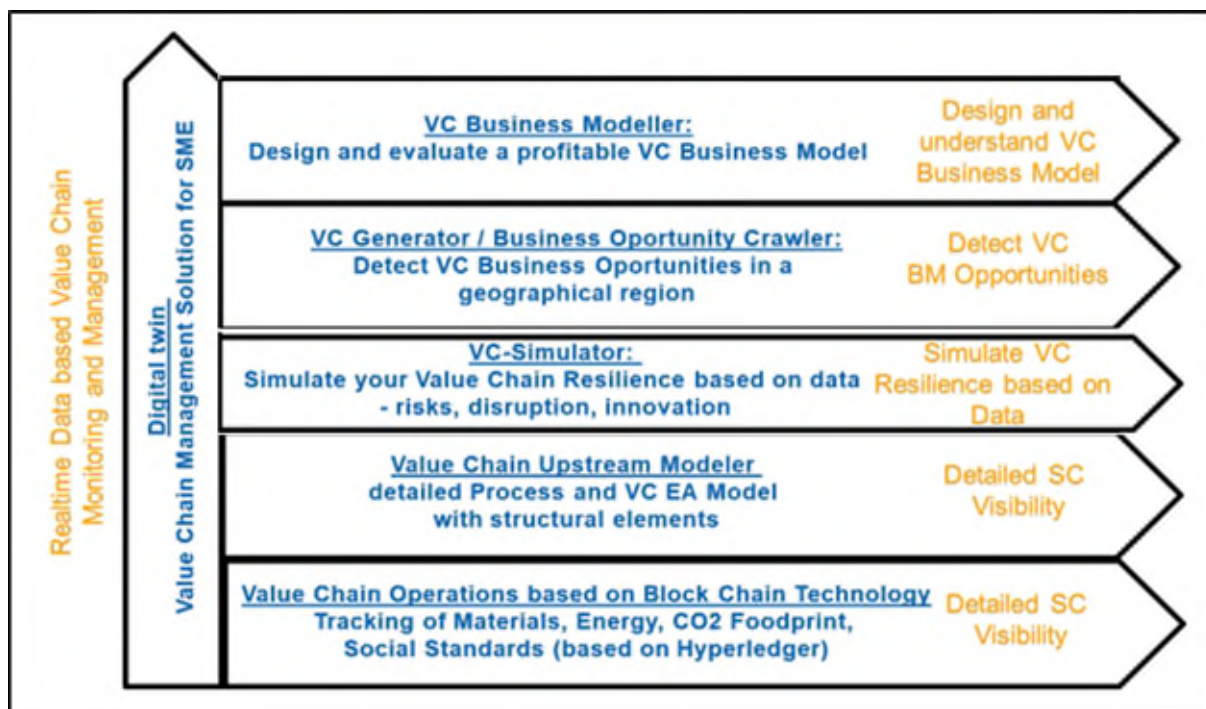 Realtime Data based Value Chain
Monitoring and Management
Digital twin
Value Chain Management Solution for SME
VC Business Modeller:
Design and evaluate a profitable VC Business Model
Design and
understand VC
Business Model
VC Generator / Business Oportunity Crawler:
Detect VC Business Oportunities in a
geographical region
Detect VC
BM Opportunities
VC-Simulator:
Simulate your Value Chain Resilience based on data
- risks, disruption, innovation
Simulate VC
Resilience based on
Data
Value Chain Upstream Modeler
detailed Process and VC EA Model
with structural elements
Detailed SC
Visibility
Value Chain Operations based on Block Chain Technology
Tracking of Materials, Energy, CO2 Foodprint,
Social Standards (based on Hyperledger)
Detailed SC
Visibility